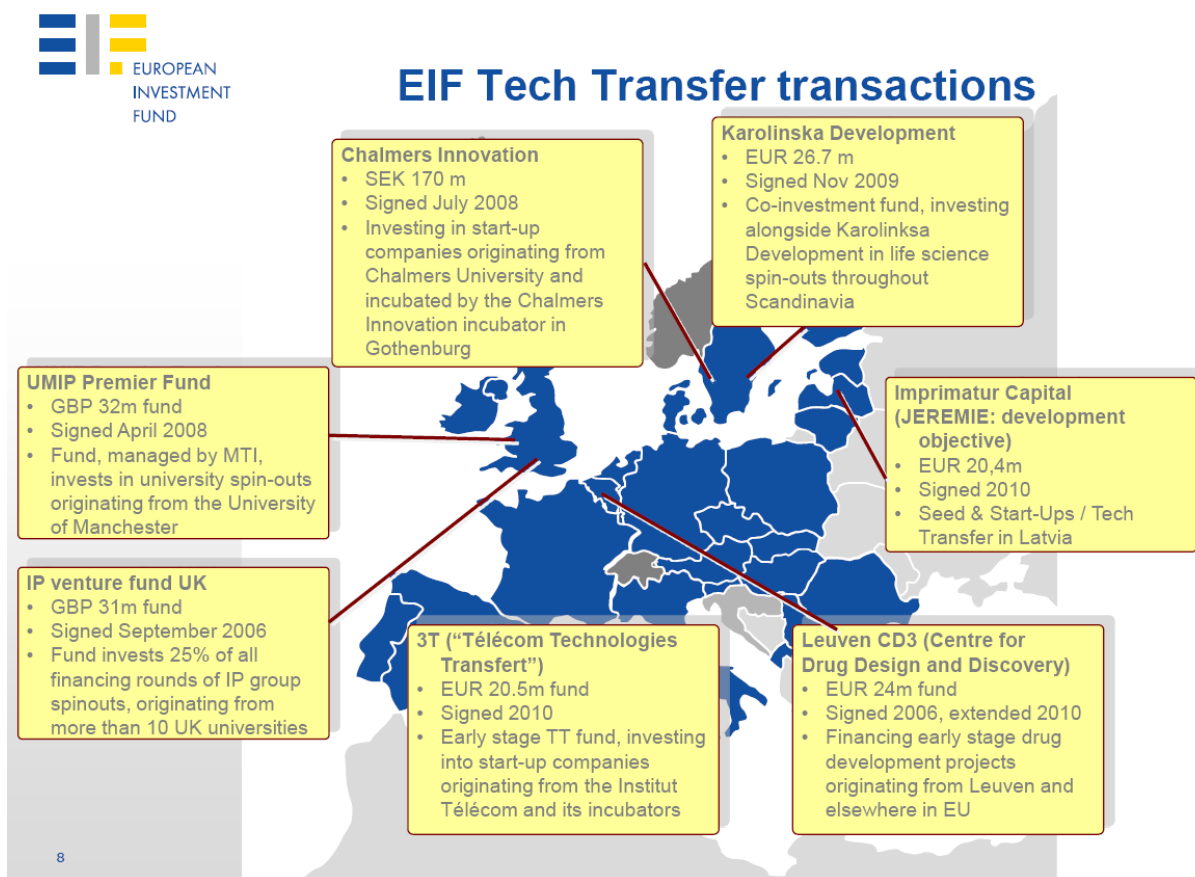 EUROPEAN
INVESTMENT
FUND
EIF Tech Transfer transactions
Chalmers Innovation
• SEK 170 m
• Signed July 2008
• Investing in start-up
companies originating from
Chalmers University and
incubated by the Chalmers
Innovation incubator in
Gothenburg
Karolinska Development
• EUR 26.7 m
• Signed Nov 2009
• Co-investment fund, investing
alongside Karolinksa
Development in life science
spin-outs throughout
Scandinavia
UMIP Premier Fund
• GBP 32m fund
• Signed April 2008
• Fund, managed by MTI,
invests in university spin-outs
originating from the University
of Manchester
Imprimatur Capital
(JEREMIE: development
objective)
• EUR 20,4m
• Signed 2010
• Seed & Start-Ups / Tech
Transfer in Latvia
IP venture fund UK
• GBP 31m fund
• Signed September 2006
• Fund invests 25% of all
financing rounds of IP group
spinouts, originating from
more than 10 UK universities
3T (“Télécom Technologies
Transfert”)
• EUR 20.5m fund
• Signed 2010
• Early stage TT fund, investing
into start-up companies
originating from the Institut
Télécom and its incubators
Leuven CD3 (Centre for
Drug Design and Discovery)
• EUR 24m fund
• Signed 2006, extended 2010
• Financing early stage drug
development projects
originating from Leuven and
elsewhere in EU
8